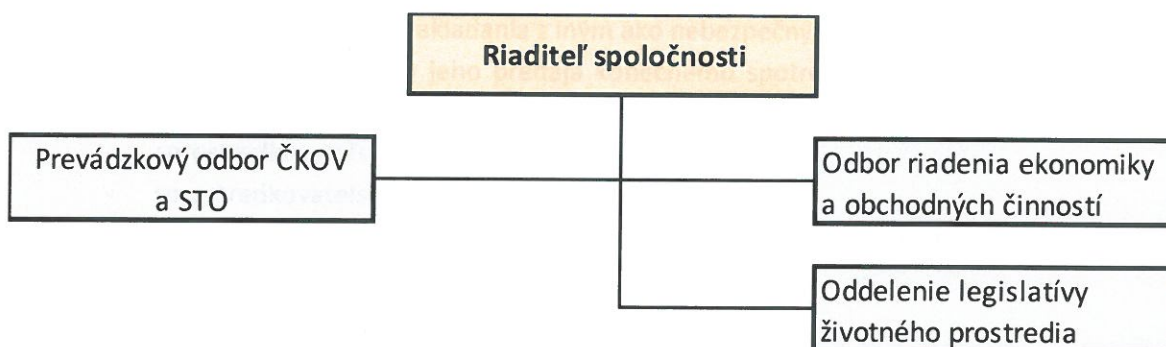 Riaditeľ spoločnosti
Prevádzkový odbor ČKOV
a STO
Odbor riadenia ekonomiky
a obchodných činností
Oddelenie legislatívy
životného prostredia